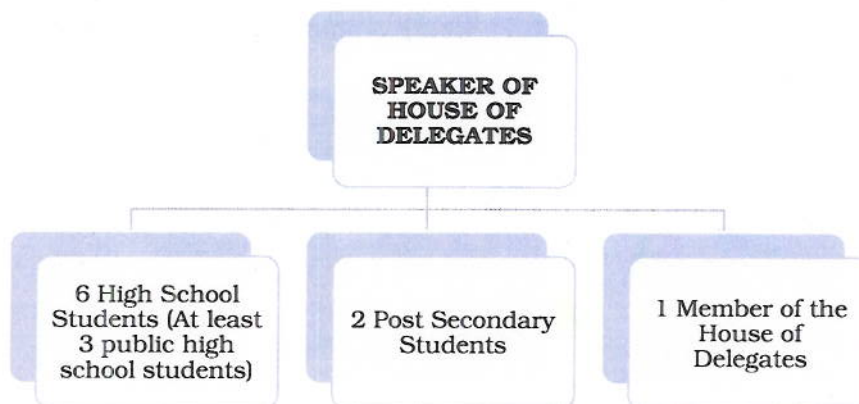 SPEAKER OF
HOUSE OF
DELEGATES
6 High School
Students (At least
3 public high
school students)
2 Post Secondary
Students
1 Member of the
House of
Delegates